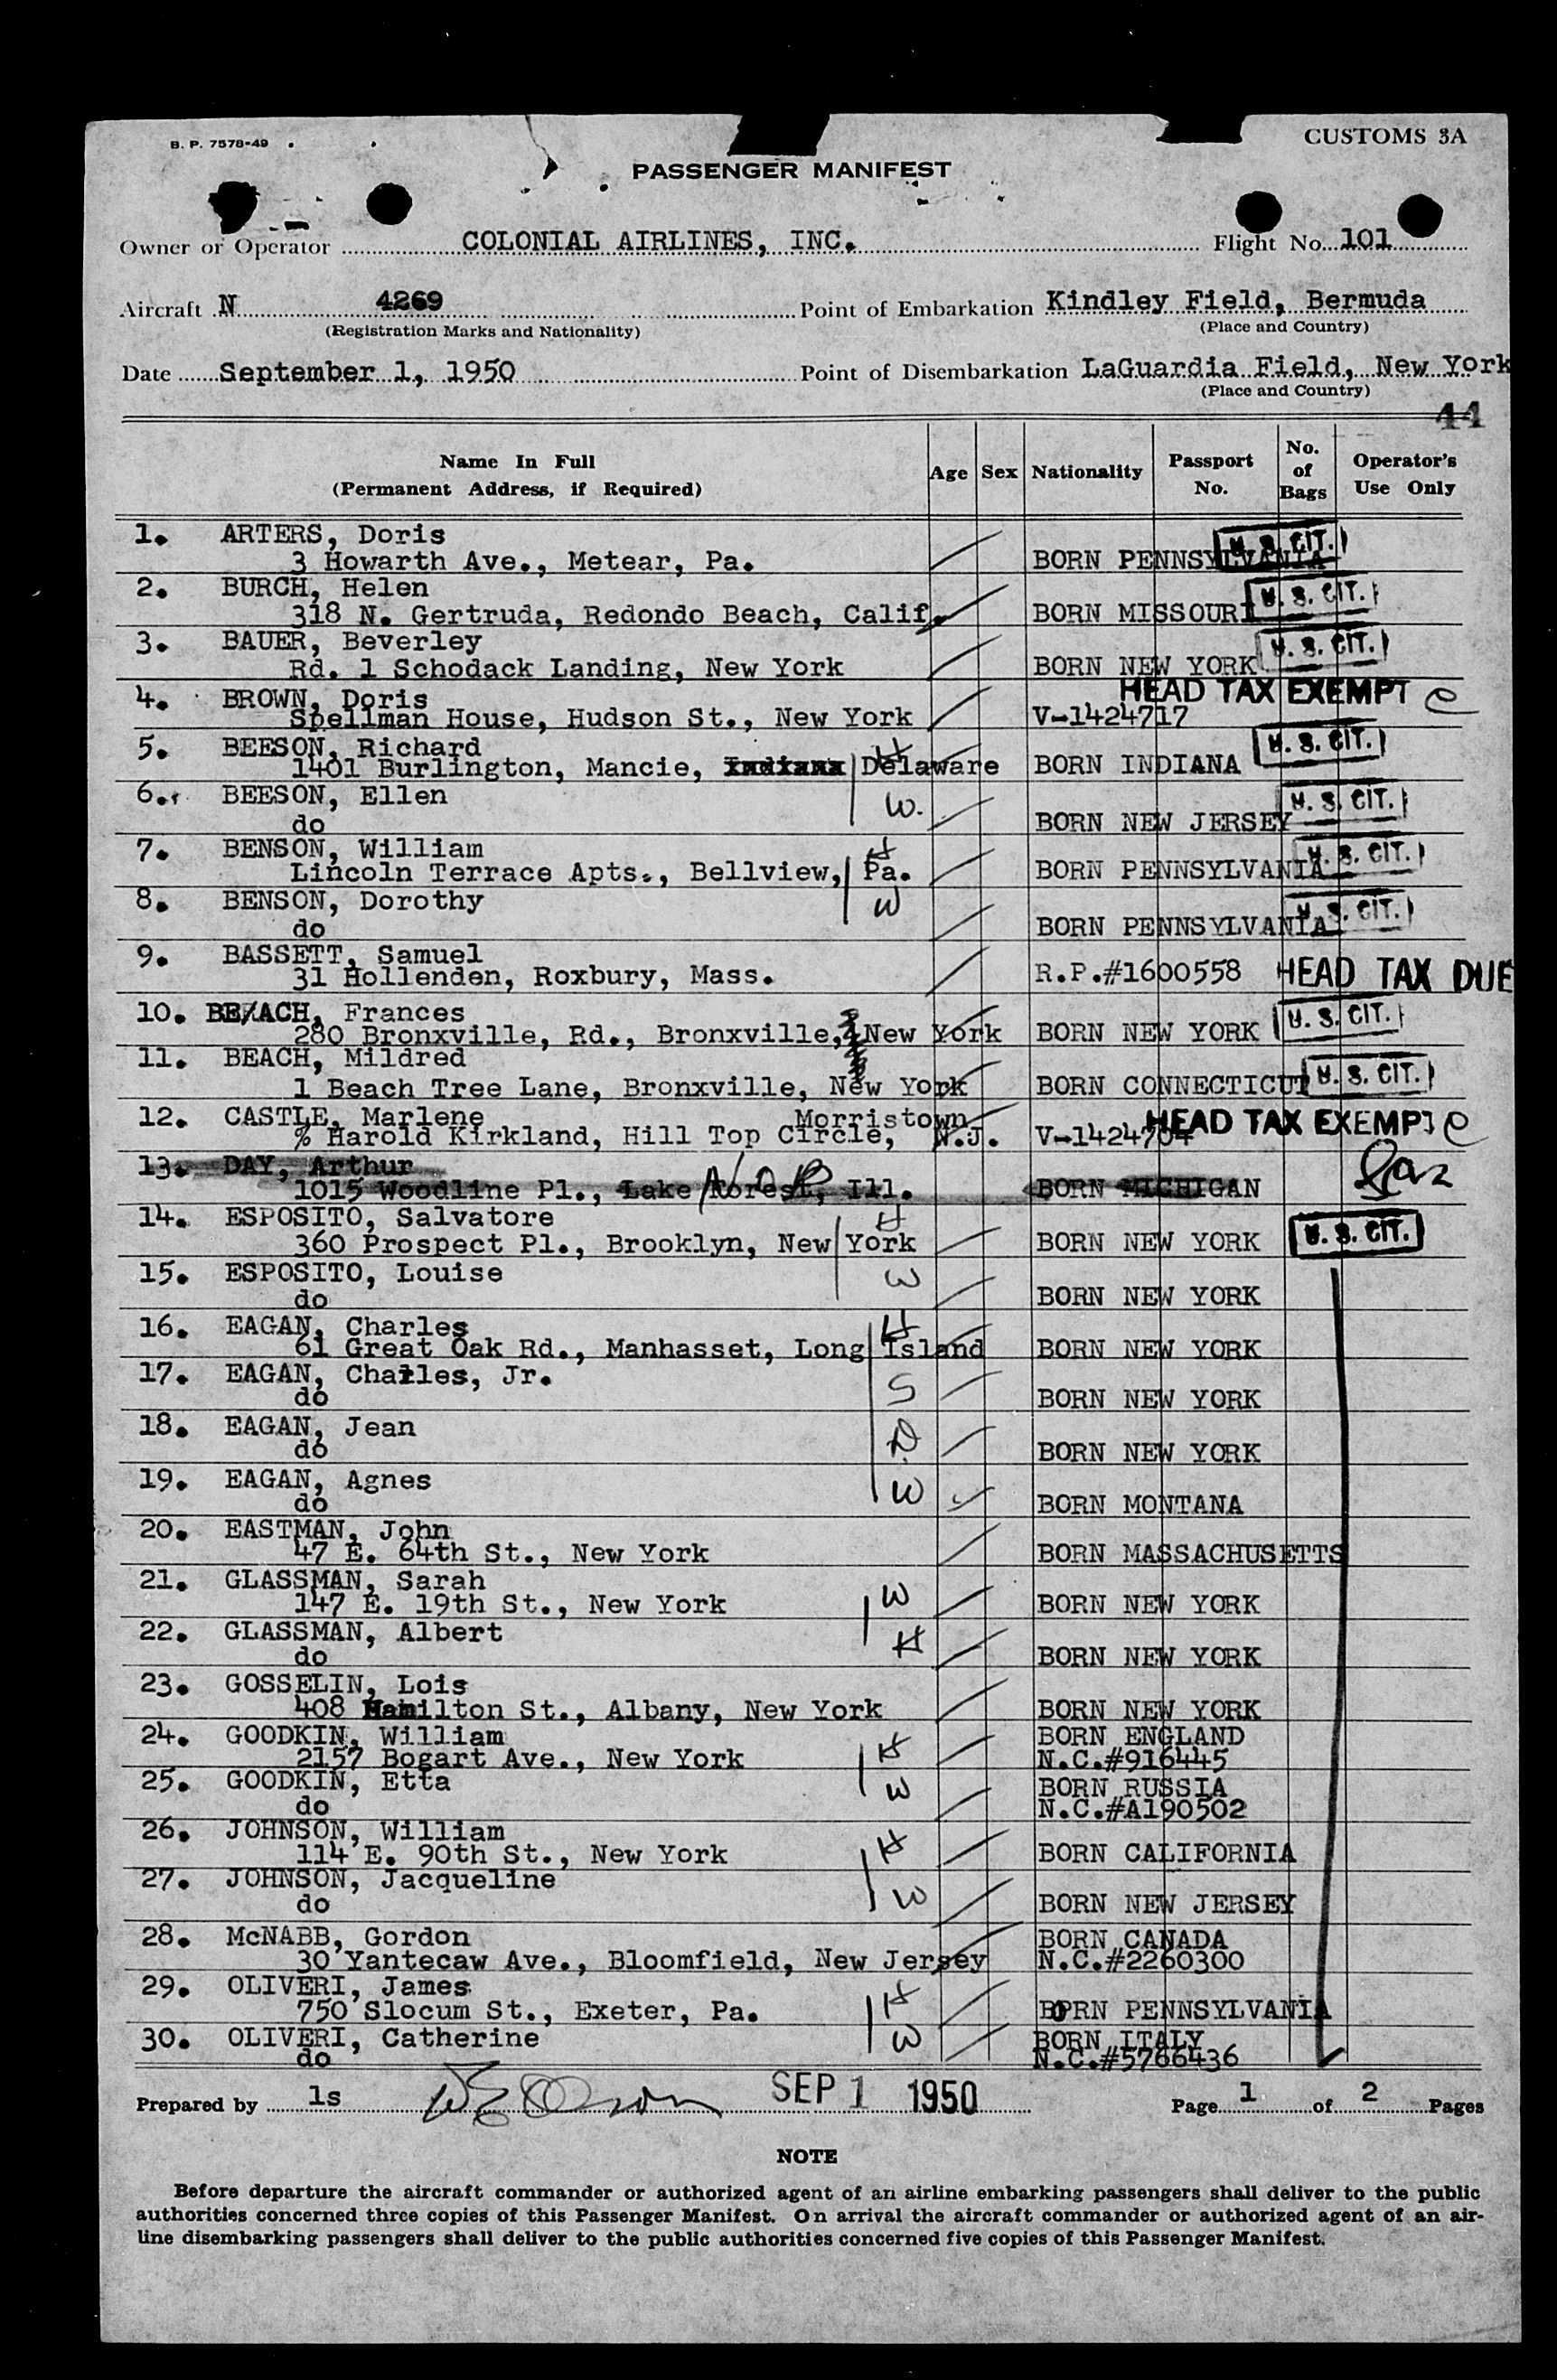 B. P. 7578-49
CUSTOMS 3A
PASSENGER MANIFEST
Owner or Operator COLONIAL AIRLINES, INC. Flight No. 101
Aircraft N 4269 Point of Embarkation Kindley Field, Bermuda
(Registration Marks and Nationality) (Place and Country)
Date September 1, 1950 Point of Disembarkation LaGuardia Field, New York
(Place and Country)
44
Name In Full (Permanent Address, if Required) Age Sex Nationality Passport No. No. of Bags Operator's Use Only
1. ARTERS, Doris U. S. CIT.
3 Howarth Ave., Metear, Pa. BORN PENNSYLVANIA
2. BURCH, Helen U. S. CIT.
318 N. Gertruda, Redondo Beach, Calif. BORN MISSOURI
3. BAUER, Beverley U. S. CIT.
Rd. 1 Schodack Landing, New York BORN NEW YORK
4. BROWN, Doris HEAD TAX EXEMPT C
Spellman House, Hudson St., New York V-1424717
5. BEESON, Richard H U. S. CIT.
1401 Burlington, Mancie, Indiana Delaware BORN INDIANA
6. BEESON, Ellen W. U. S. CIT.
do BORN NEW JERSEY
7. BENSON, William H U. S. CIT.
Lincoln Terrace Apts., Bellview, Pa. BORN PENNSYLVANIA
8. BENSON, Dorothy W U. S. CIT.
do BORN PENNSYLVANIA
9. BASSETT, Samuel
31 Hollenden, Roxbury, Mass. R.P.#1600558 HEAD TAX DUE
10. BE/ACH, Frances U. S. CIT.
280 Bronxville, Rd., Bronxville, New York BORN NEW YORK
11. BEACH, Mildred U. S. CIT.
1 Beach Tree Lane, Bronxville, New York BORN CONNECTICUT
12. CASTLE, Marlene Morristown HEAD TAX EXEMPT C
% Harold Kirkland, Hill Top Circle, N.J. V-1424704
13. DAY, Arthur
1015 Woodline Pl., Lake Forest, Ill. N O B BORN MICHIGAN
14. ESPOSITO, Salvatore H U. S. CIT.
360 Prospect Pl., Brooklyn, New York BORN NEW YORK
15. ESPOSITO, Louise W
do BORN NEW YORK
16. EAGAN, Charles H
61 Great Oak Rd., Manhasset, Long Island BORN NEW YORK
17. EAGAN, Charles, Jr. S
do BORN NEW YORK
18. EAGAN, Jean D
do BORN NEW YORK
19. EAGAN, Agnes W
do BORN MONTANA
20. EASTMAN, John
47 E. 64th St., New York BORN MASSACHUSETTS
21. GLASSMAN, Sarah W
147 E. 19th St., New York BORN NEW YORK
22. GLASSMAN, Albert H
do BORN NEW YORK
23. GOSSELIN, Lois
408 Hamilton St., Albany, New York BORN NEW YORK
24. GOODKIN, William H BORN ENGLAND
2157 Bogart Ave., New York N.C.#916445
25. GOODKIN, Etta W BORN RUSSIA
do N.C.#A190502
26. JOHNSON, William H
114 E. 90th St., New York BORN CALIFORNIA
27. JOHNSON, Jacqueline W
do BORN NEW JERSEY
28. McNABB, Gordon BORN CANADA
30 Yantecaw Ave., Bloomfield, New Jersey N.C.#2260300
29. OLIVERI, James H
750 Slocum St., Exeter, Pa. BORN PENNSYLVANIA
30. OLIVERI, Catherine W BORN ITALY
do N.C.#5766436
Prepared by ls SEP 1 1950 Page 1 of 2 Pages
NOTE
Before departure the aircraft commander or authorized agent of an airline embarking passengers shall deliver to the public
authorities concerned three copies of this Passenger Manifest. On arrival the aircraft commander or authorized agent of an air-
line disembarking passengers shall deliver to the public authorities concerned five copies of this Passenger Manifest.